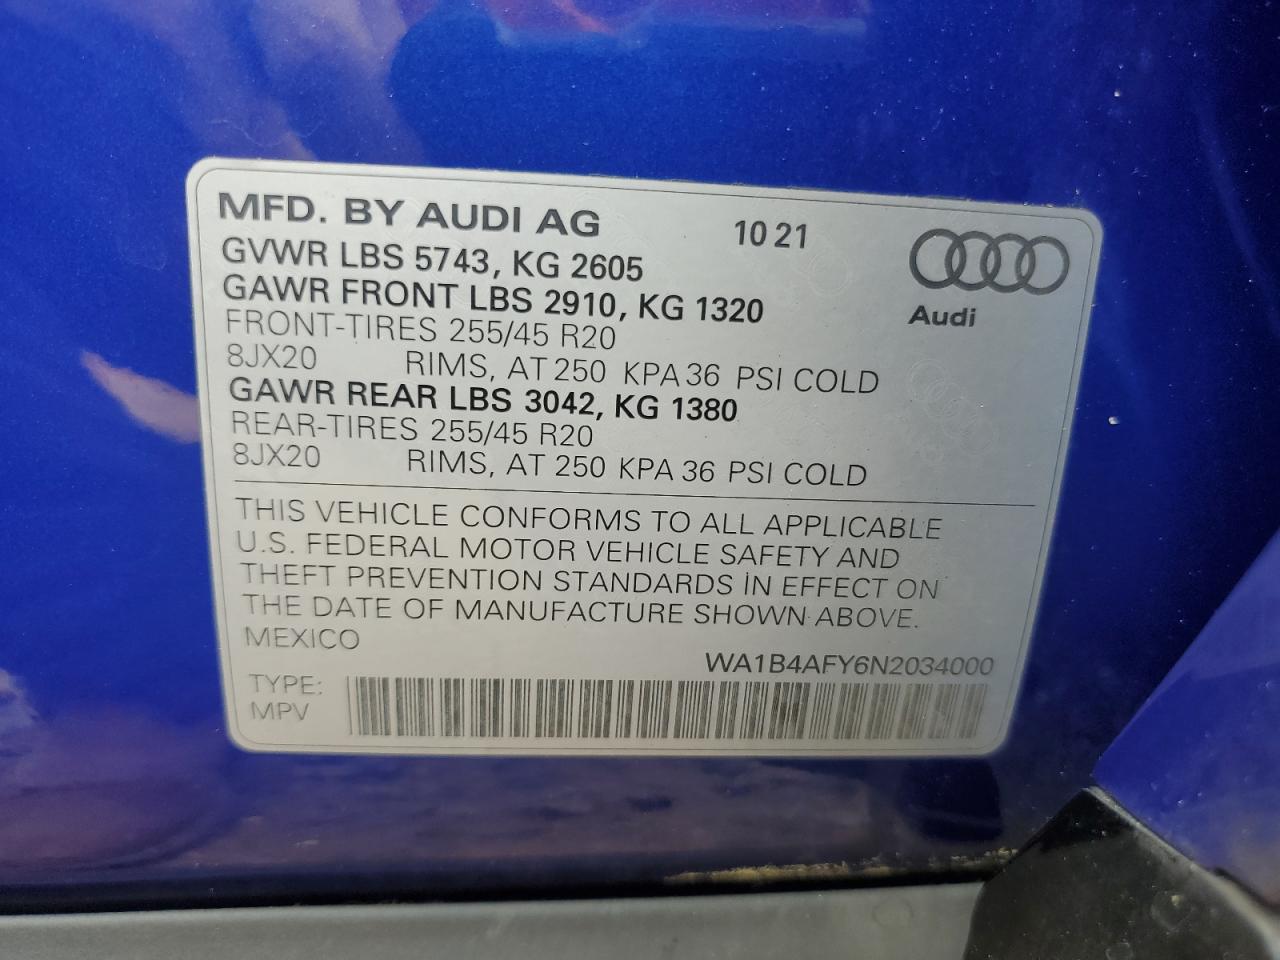 MFD. BY AUDI AG 10 21
GVWR LBS 5743, KG 2605
GAWR FRONT LBS 2910, KG 1320
Audi
FRONT-TIRES 255/45 R20
8JX20 RIMS, AT 250 KPA 36 PSI COLD
GAWR REAR LBS 3042, KG 1380
REAR-TIRES 255/45 R20
8JX20 RIMS, AT 250 KPA 36 PSI COLD
THIS VEHICLE CONFORMS TO ALL APPLICABLE
U.S. FEDERAL MOTOR VEHICLE SAFETY AND
THEFT PREVENTION STANDARDS IN EFFECT ON
THE DATE OF MANUFACTURE SHOWN ABOVE.
MEXICO
WA1B4AFY6N2034000
TYPE:
MPV